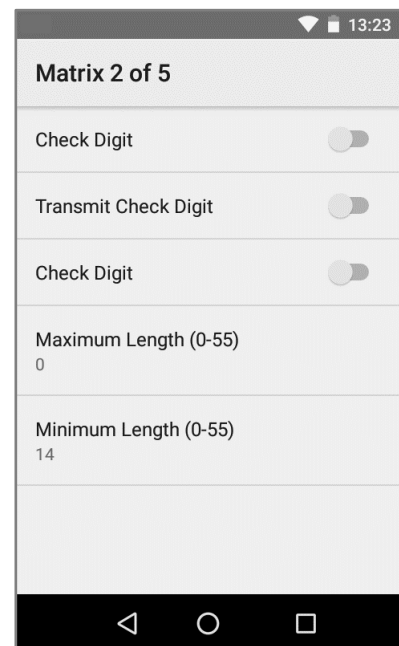 13:23
Matrix 2 of 5
Check Digit
Transmit Check Digit
Check Digit
Maximum Length (0-55)
0
Minimum Length (0-55)
14